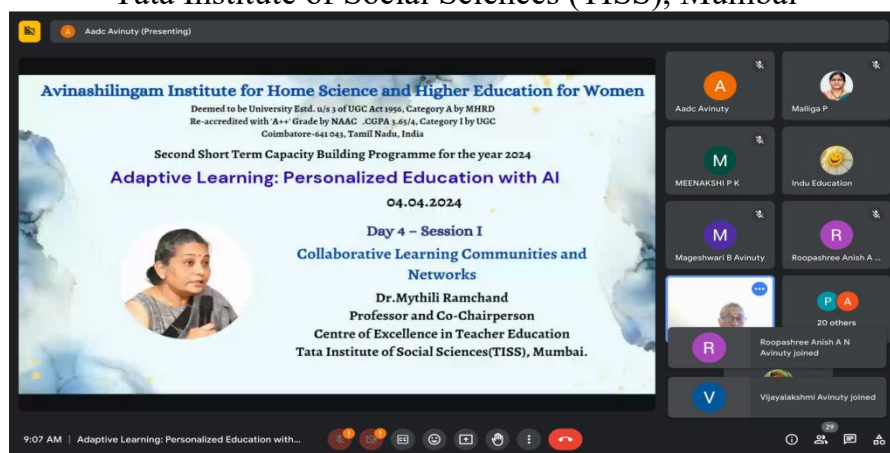 Tata Institute of Social Sciences (TISS), Mumbai
A
Aadc Avinuty (Presenting)
Avinashilingam Institute for Home Science and Higher Education for Women
Deemed to be University Estd. u/s 3 of UGC Act 1956, Category A by MHRD
Re-accredited with 'A++' Grade by NAAC .CGPA 3.65/4, Category I by UGC
Coimbatore-641 043, Tamil Nadu, India
Second Short Term Capacity Building Programme for the year 2024
Adaptive Learning: Personalized Education with AI
04.04.2024
Day 4 – Session I
Collaborative Learning Communities and
Networks
Dr.Mythili Ramchand
Professor and Co-Chairperson
Centre of Excellence in Teacher Education
Tata Institute of Social Sciences(TISS), Mumbai.
A
Aadc Avinuty
Malliga P
M
MEENAKSHI P K
Indu Education
M
Mageshwari B Avinuty
R
Roopashree Anish A ...
P A
20 others
R
Roopashree Anish A N
Avinuty joined
V
Vijayalakshmi Avinuty joined
9:07 AM | Adaptive Learning: Personalized Education with...
29